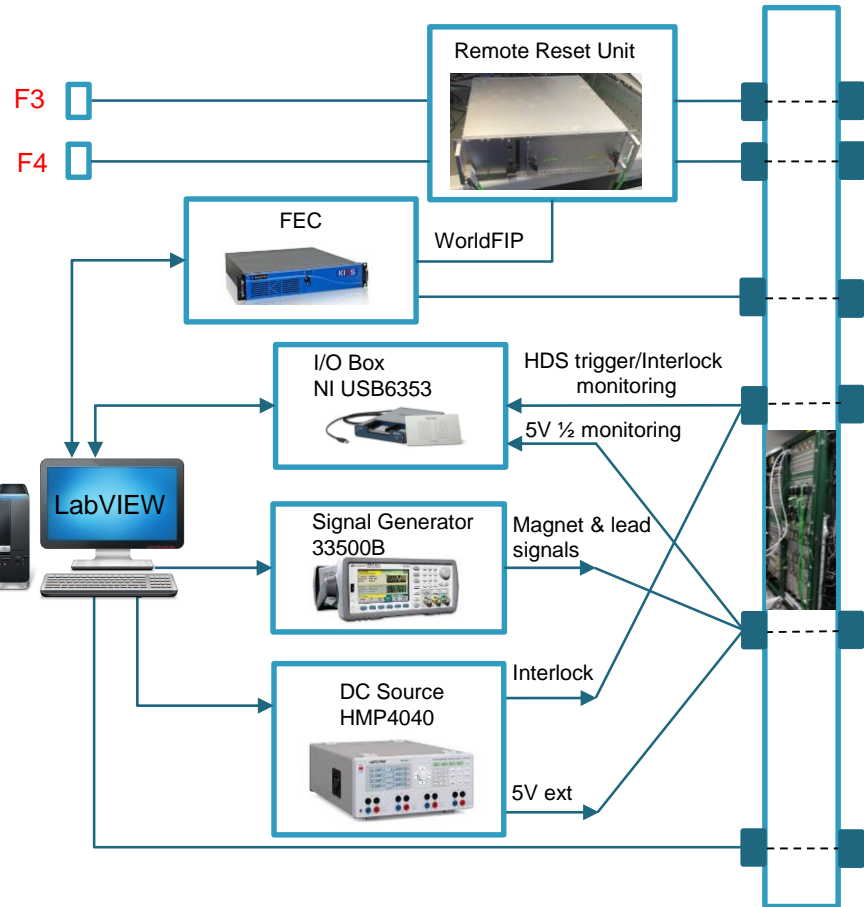 Remote Reset Unit
F3
F4
FEC
WorldFIP
I/O Box
NI USB6353
HDS trigger/Interlock
monitoring
5V ½ monitoring
LabVIEW
Signal Generator
33500B
Magnet & lead
signals
DC Source
HMP4040
Interlock
5V ext